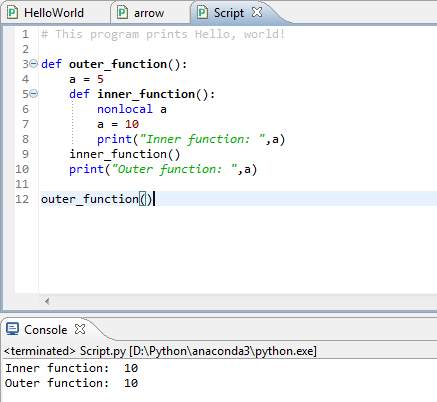 HelloWorld arrow Script
1 # This program prints Hello, world!
2
3 def outer_function():
4     a = 5
5     def inner_function():
6         nonlocal a
7         a = 10
8         print("Inner function: ",a)
9     inner_function()
10     print("Outer function: ",a)
11
12 outer_function()
Console
<terminated> Script.py [D:\Python\anaconda3\python.exe]
Inner function:  10
Outer function:  10